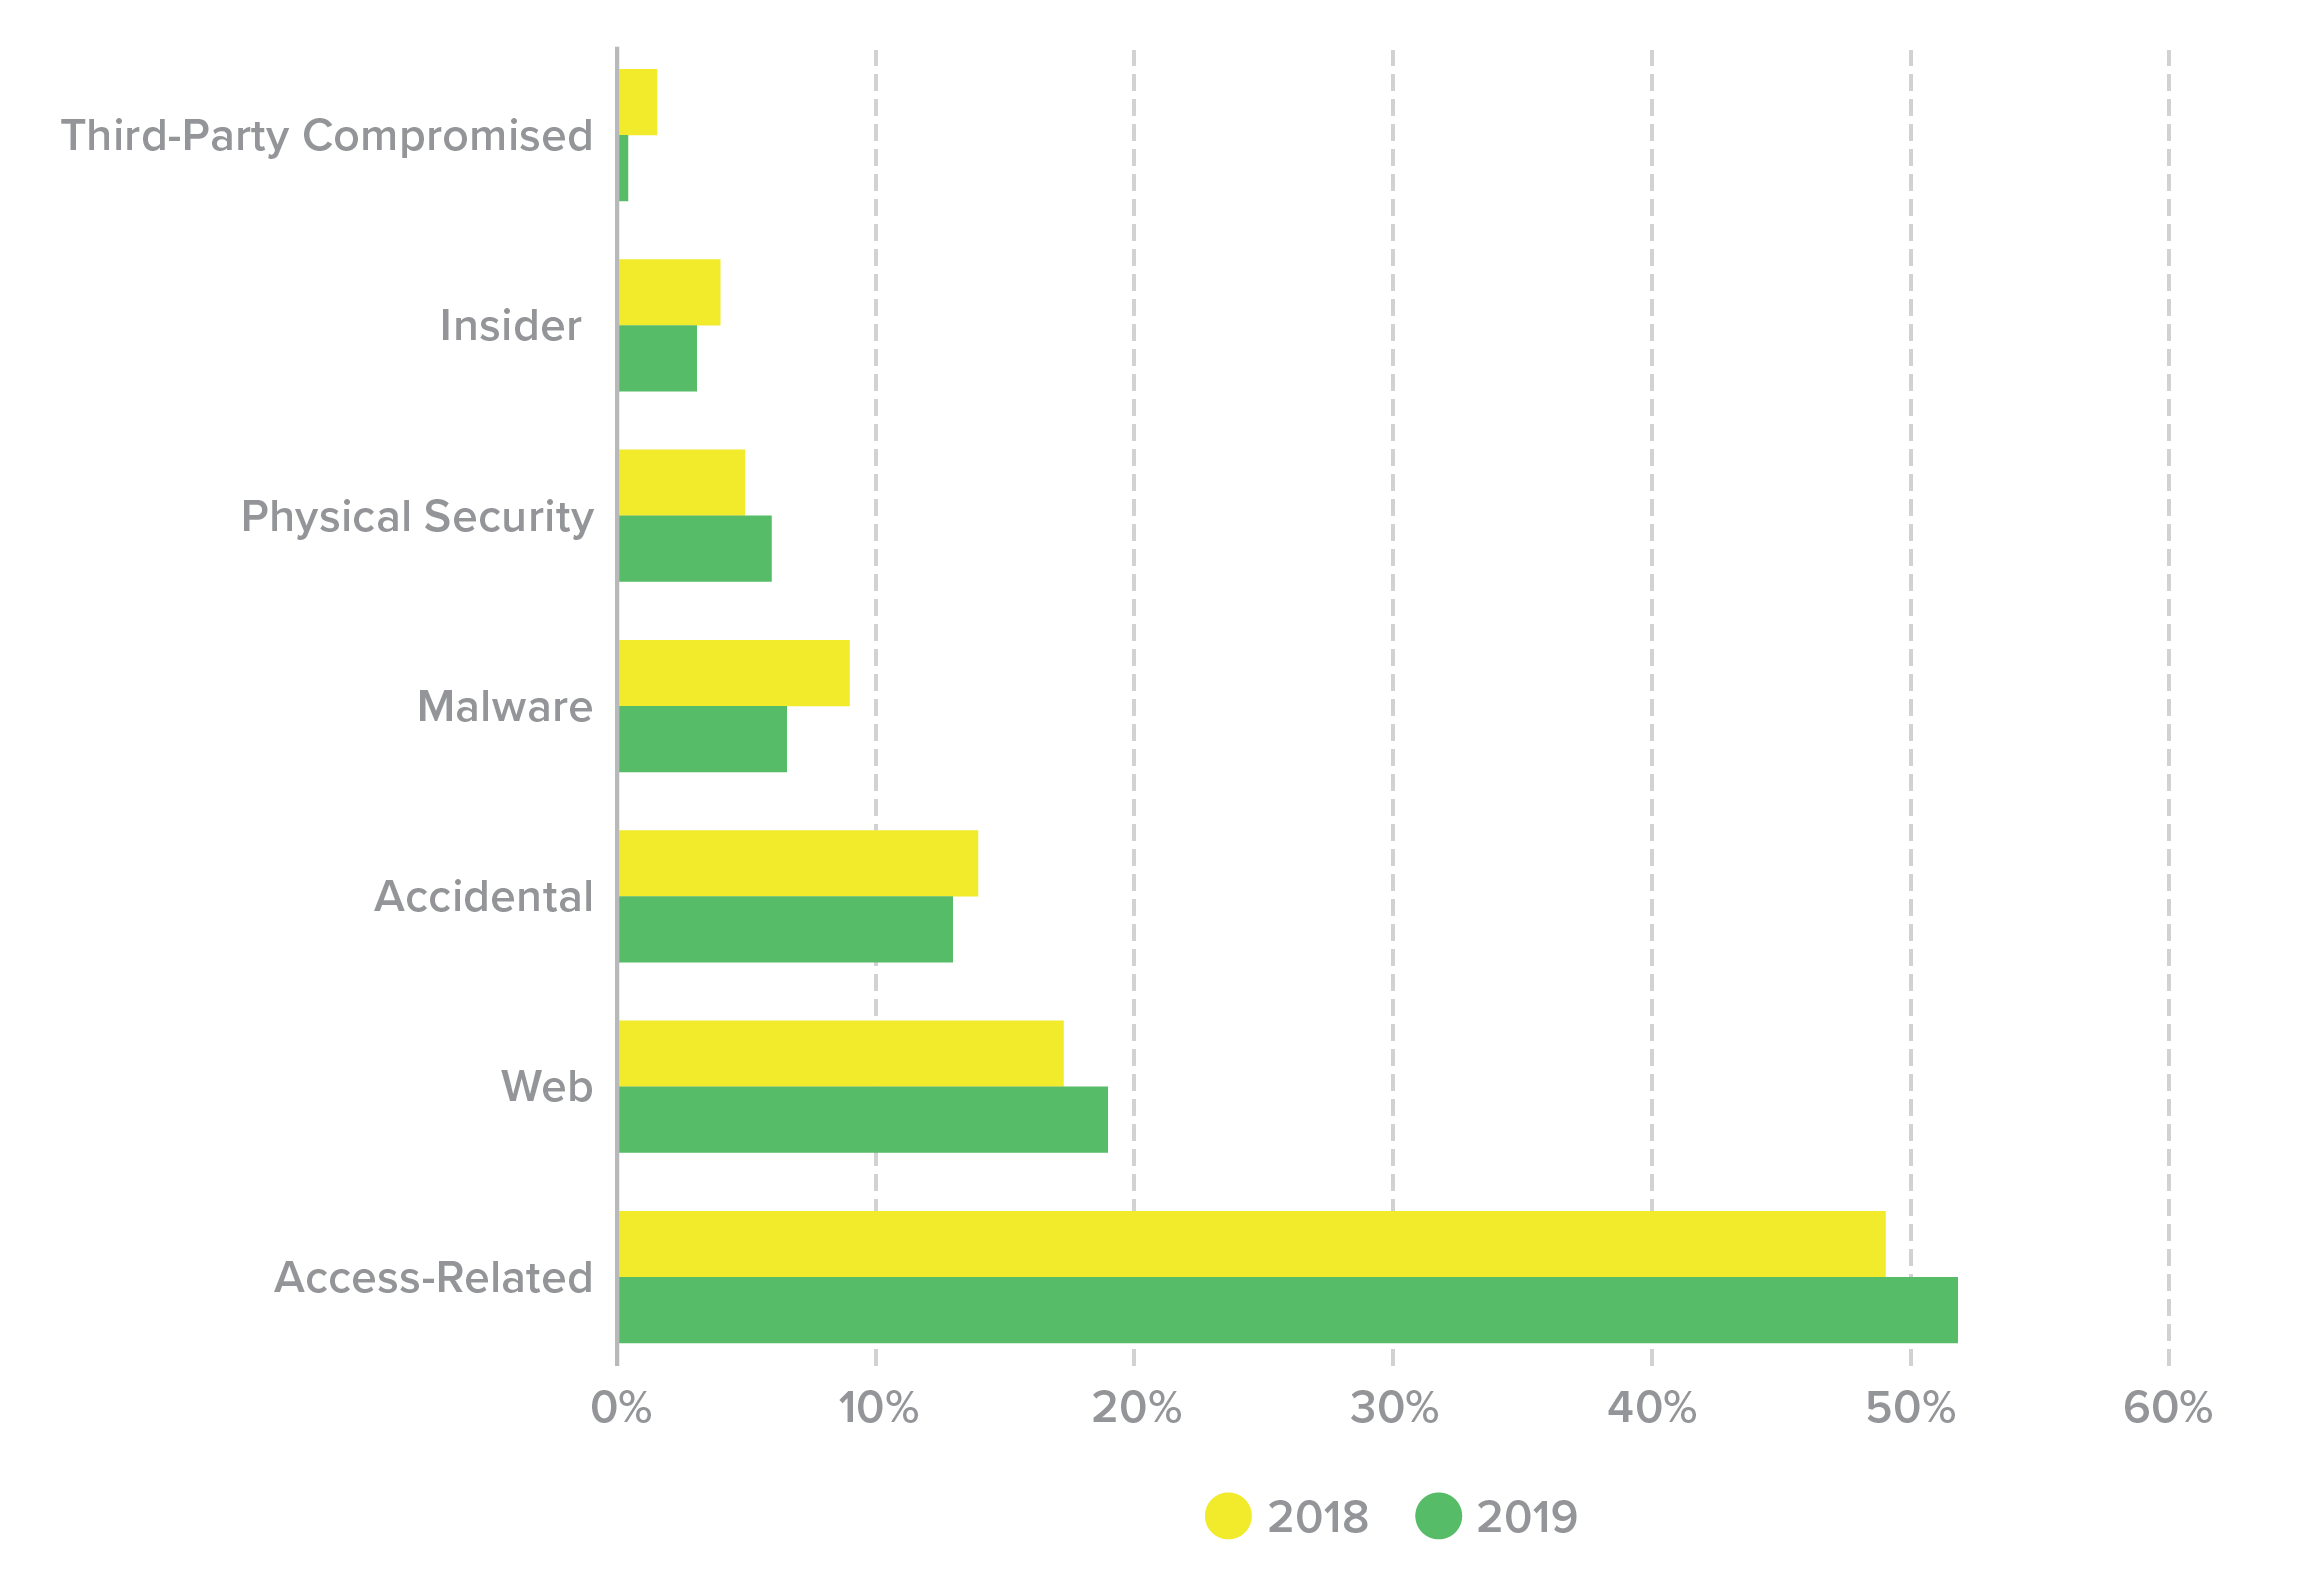 Third-Party Compromised
Insider
Physical Security
Malware
Accidental
Web
Access-Related
0% 10% 20% 30% 40% 50% 60%
2018 2019